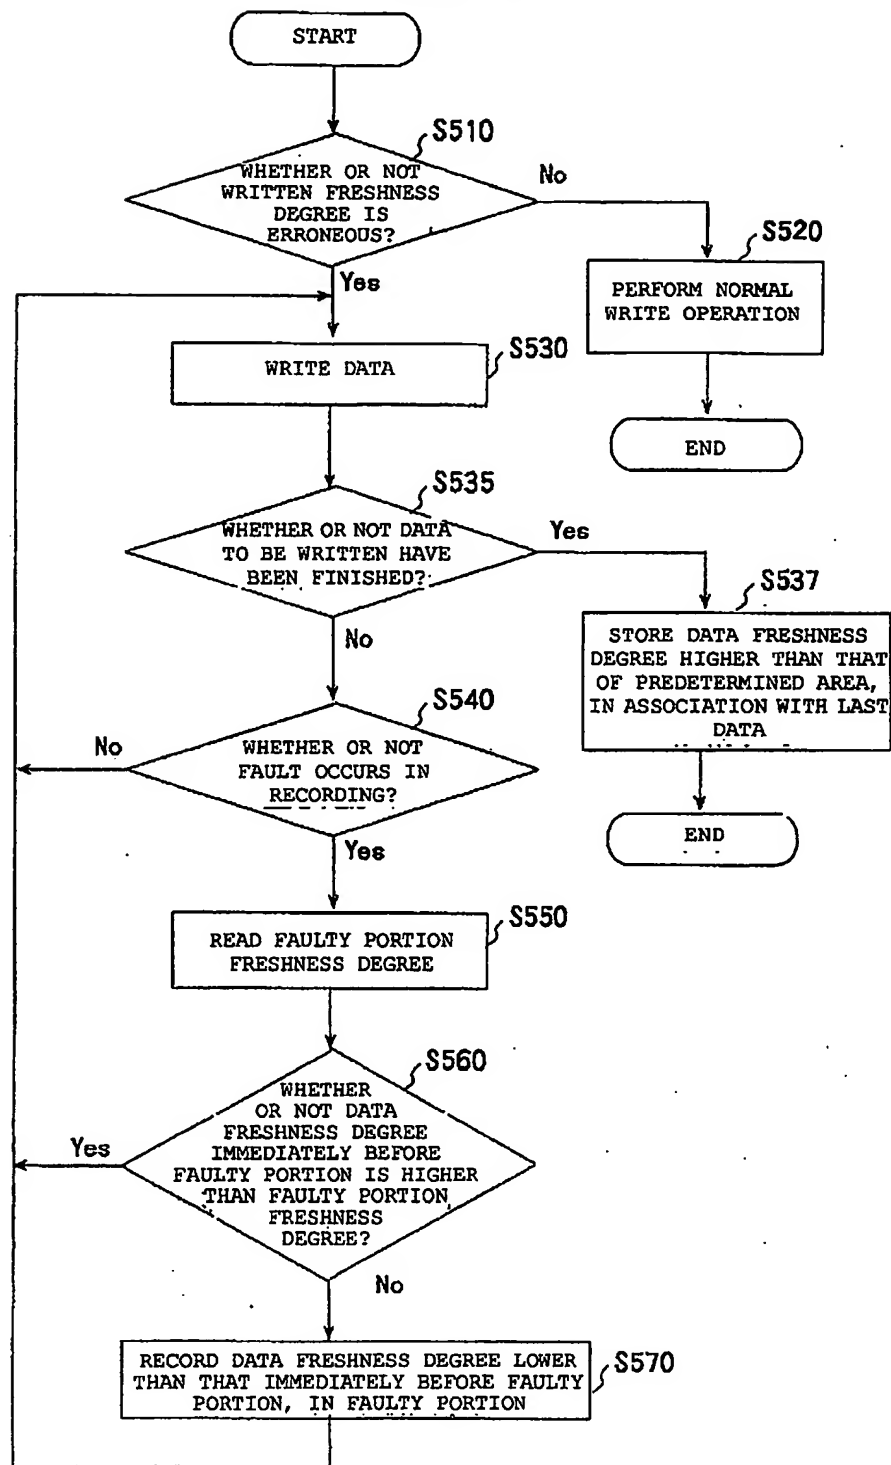 START
S510
WHETHER OR NOT
WRITTEN FRESHNESS
DEGREE IS
ERRONEOUS?
No
Yes
S520
PERFORM NORMAL
WRITE OPERATION
END
S530
WRITE DATA
S535
WHETHER OR NOT DATA
TO BE WRITTEN HAVE
BEEN FINISHED?
Yes
No
S537
STORE DATA FRESHNESS
DEGREE HIGHER THAN THAT
OF PREDETERMINED AREA,
IN ASSOCIATION WITH LAST
DATA
END
S540
WHETHER OR NOT
FAULT OCCURS IN
RECORDING?
No
Yes
S550
READ FAULTY PORTION
FRESHNESS DEGREE
S560
WHETHER
OR NOT DATA
FRESHNESS DEGREE
IMMEDIATELY BEFORE
FAULTY PORTION IS HIGHER
THAN FAULTY PORTION
FRESHNESS
DEGREE?
Yes
No
S570
RECORD DATA FRESHNESS DEGREE LOWER
THAN THAT IMMEDIATELY BEFORE FAULTY
PORTION, IN FAULTY PORTION